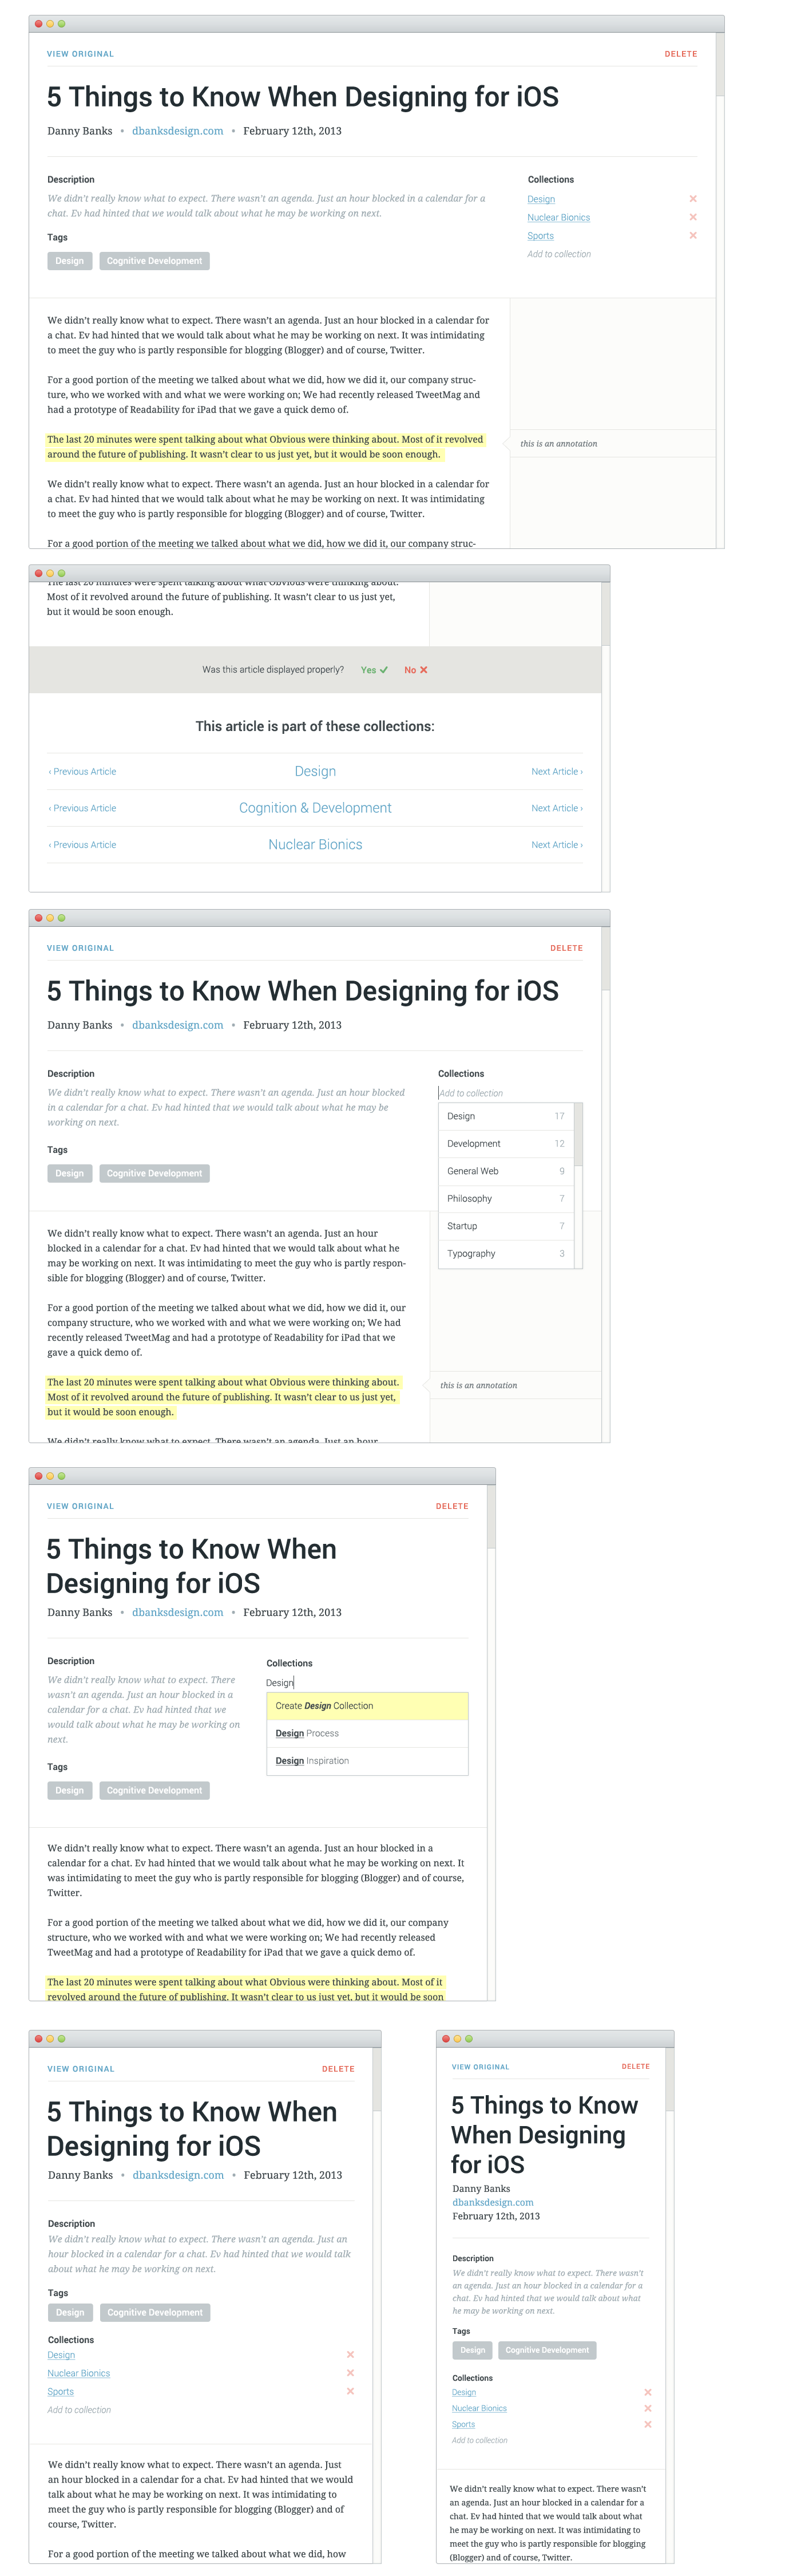 VIEW ORIGINAL DELETE
5 Things to Know When Designing for iOS
Danny Banks • dbanksdesign.com • February 12th, 2013
Description
We didn't really know what to expect. There wasn't an agenda. Just an hour blocked in a calendar for a
chat. Ev had hinted that we would talk about what he may be working on next.
Tags
Design Cognitive Development
Collections
Design
Nuclear Bionics
Sports
Add to collection
We didn't really know what to expect. There wasn't an agenda. Just an hour blocked in a calendar for
a chat. Ev had hinted that we would talk about what he may be working on next. It was intimidating
to meet the guy who is partly responsible for blogging (Blogger) and of course, Twitter.
For a good portion of the meeting we talked about what we did, how we did it, our company struc-
ture, who we worked with and what we were working on; We had recently released TweetMag and
had a prototype of Readability for iPad that we gave a quick demo of.
The last 20 minutes were spent talking about what Obvious were thinking about. Most of it revolved
around the future of publishing. It wasn't clear to us just yet, but it would be soon enough.
this is an annotation
We didn't really know what to expect. There wasn't an agenda. Just an hour blocked in a calendar for
a chat. Ev had hinted that we would talk about what he may be working on next. It was intimidating
to meet the guy who is partly responsible for blogging (Blogger) and of course, Twitter.
For a good portion of the meeting we talked about what we did, how we did it, our company struc-
The last 20 minutes were spent talking about what Obvious were thinking about.
Most of it revolved around the future of publishing. It wasn't clear to us just yet,
but it would be soon enough.
Was this article displayed properly? Yes No
This article is part of these collections:
‹ Previous Article Design Next Article ›
‹ Previous Article Cognition & Development Next Article ›
‹ Previous Article Nuclear Bionics Next Article ›
VIEW ORIGINAL DELETE
5 Things to Know When Designing for iOS
Danny Banks • dbanksdesign.com • February 12th, 2013
Description
We didn't really know what to expect. There wasn't an agenda. Just an hour blocked
in a calendar for a chat. Ev had hinted that we would talk about what he may be
working on next.
Tags
Design Cognitive Development
Collections
Add to collection
Design 17
Development 12
General Web 9
Philosophy 7
Startup 7
Typography 3
We didn't really know what to expect. There wasn't an agenda. Just an hour
blocked in a calendar for a chat. Ev had hinted that we would talk about what he
may be working on next. It was intimidating to meet the guy who is partly respon-
sible for blogging (Blogger) and of course, Twitter.
For a good portion of the meeting we talked about what we did, how we did it, our
company structure, who we worked with and what we were working on; We had
recently released TweetMag and had a prototype of Readability for iPad that we
gave a quick demo of.
The last 20 minutes were spent talking about what Obvious were thinking about.
Most of it revolved around the future of publishing. It wasn't clear to us just yet,
but it would be soon enough.
this is an annotation
We didn't really know what to expect. There wasn't an agenda. Just an hour
VIEW ORIGINAL DELETE
5 Things to Know When
Designing for iOS
Danny Banks • dbanksdesign.com • February 12th, 2013
Description
We didn't really know what to expect. There
wasn't an agenda. Just an hour blocked in a
calendar for a chat. Ev had hinted that we
would talk about what he may be working on
next.
Tags
Design Cognitive Development
Collections
Design
Create Design Collection
Design Process
Design Inspiration
We didn't really know what to expect. There wasn't an agenda. Just an hour blocked in a
calendar for a chat. Ev had hinted that we would talk about what he may be working on next. It
was intimidating to meet the guy who is partly responsible for blogging (Blogger) and of course,
Twitter.
For a good portion of the meeting we talked about what we did, how we did it, our company
structure, who we worked with and what we were working on; We had recently released
TweetMag and had a prototype of Readability for iPad that we gave a quick demo of.
The last 20 minutes were spent talking about what Obvious were thinking about. Most of it
revolved around the future of publishing. It wasn't clear to us just yet, but it would be soon
VIEW ORIGINAL DELETE
5 Things to Know When
Designing for iOS
Danny Banks • dbanksdesign.com • February 12th, 2013
Description
We didn't really know what to expect. There wasn't an agenda. Just an
hour blocked in a calendar for a chat. Ev had hinted that we would talk
about what he may be working on next.
Tags
Design Cognitive Development
Collections
Design
Nuclear Bionics
Sports
Add to collection
We didn't really know what to expect. There wasn't an agenda. Just
an hour blocked in a calendar for a chat. Ev had hinted that we would
talk about what he may be working on next. It was intimidating to
meet the guy who is partly responsible for blogging (Blogger) and of
course, Twitter.
For a good portion of the meeting we talked about what we did, how
VIEW ORIGINAL DELETE
5 Things to Know
When Designing
for iOS
Danny Banks
dbanksdesign.com
February 12th, 2013
Description
We didn't really know what to expect. There wasn't
an agenda. Just an hour blocked in a calendar for a
chat. Ev had hinted that we would talk about what
he may be working on next.
Tags
Design Cognitive Development
Collections
Design
Nuclear Bionics
Sports
Add to collection
We didn't really know what to expect. There wasn't
an agenda. Just an hour blocked in a calendar for a
chat. Ev had hinted that we would talk about what
he may be working on next. It was intimidating to
meet the guy who is partly responsible for blogging
(Blogger) and of course, Twitter.